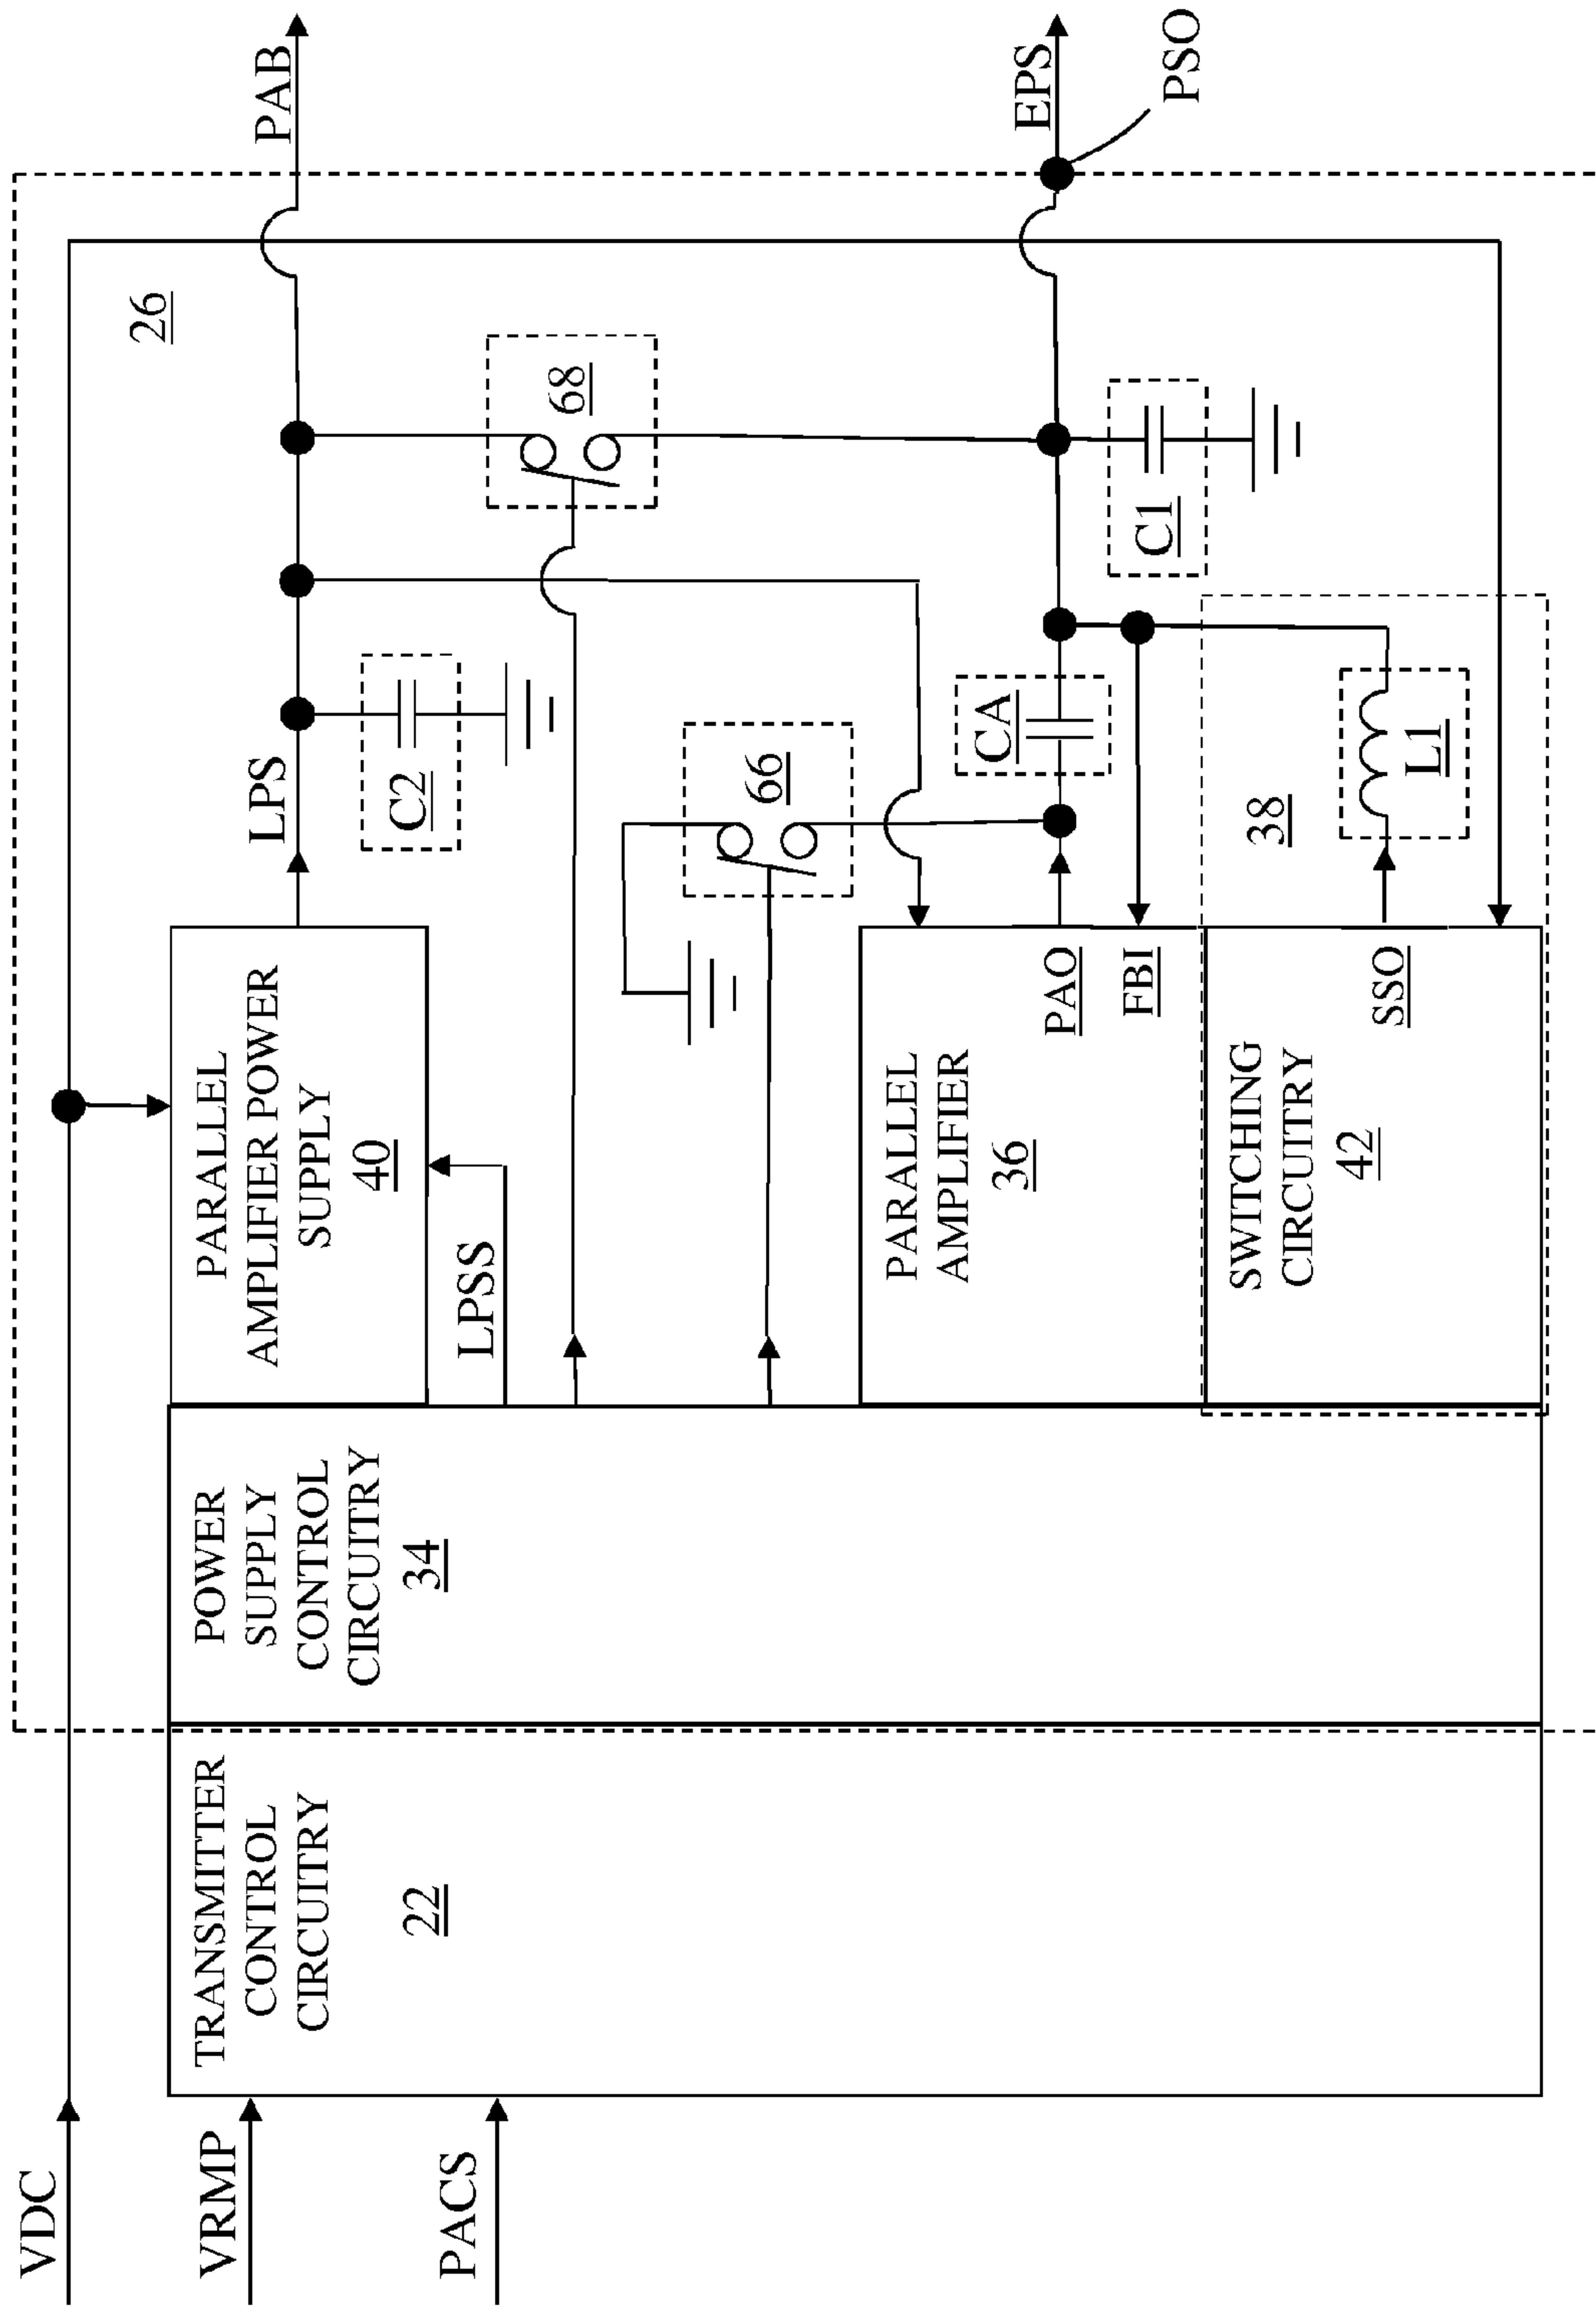 VDC
VRMP
PACS
TRANSMITTER
CONTROL
CIRCUITRY
22
POWER
SUPPLY
CONTROL
CIRCUITRY
34
PARALLEL
AMPLIFIER POWER
SUPPLY
40
LPSS
LPS
C2
26
PAB
68
66
PARALLEL
AMPLIFIER
36
PAO
FBI
CA
C1
EPS
PSO
SWITCHING
CIRCUITRY
42
SSO
38
L1